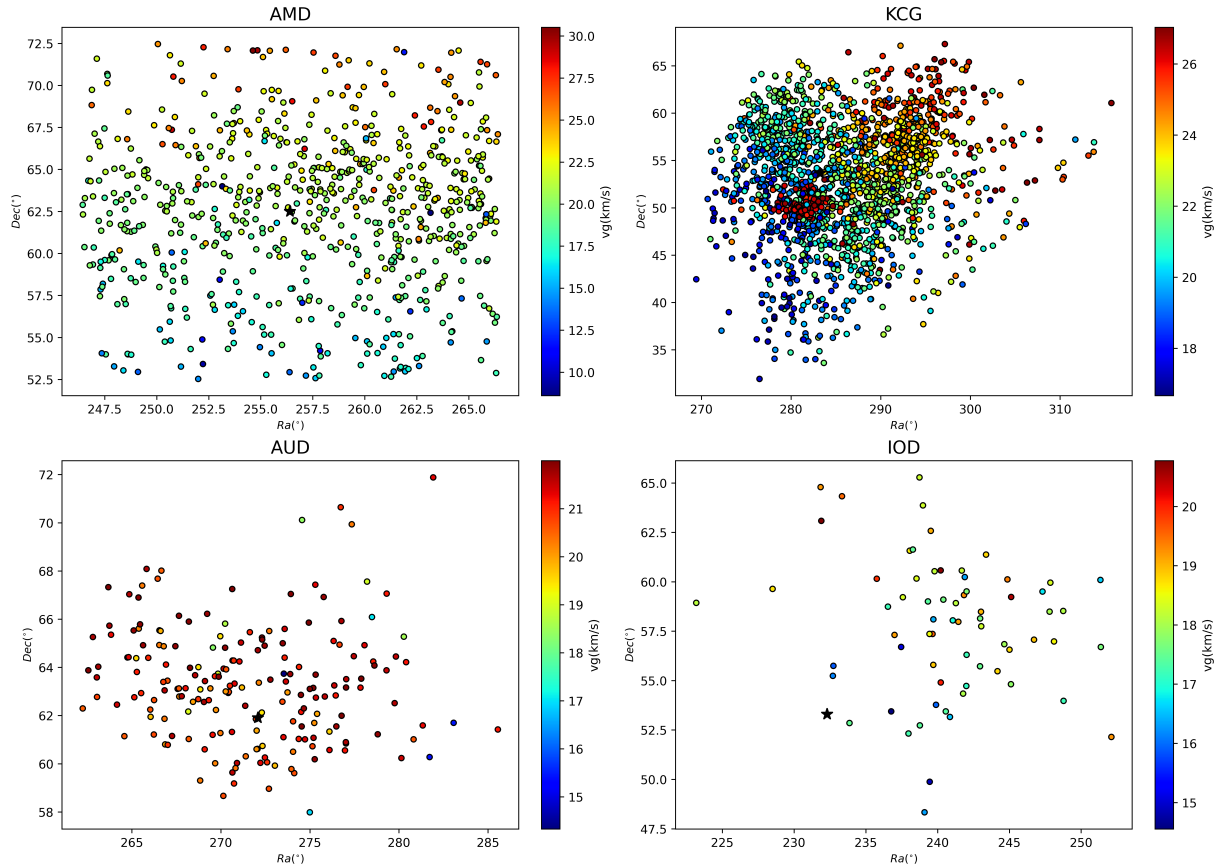 AMD
72.5
70.0
67.5
65.0
62.5
60.0
57.5
55.0
52.5
Dec(°)
247.5 250.0 252.5 255.0 257.5 260.0 262.5 265.0
Ra(°)
30.0
27.5
25.0
22.5
20.0
17.5
15.0
12.5
10.0
vg(km/s)
KCG
65
60
55
50
45
40
35
Dec(°)
270 280 290 300 310
Ra(°)
26
24
22
20
18
vg(km/s)
AUD
72
70
68
66
64
62
60
58
Dec(°)
265 270 275 280 285
Ra(°)
21
20
19
18
17
16
15
vg(km/s)
IOD
65.0
62.5
60.0
57.5
55.0
52.5
50.0
47.5
Dec(°)
225 230 235 240 245 250
Ra(°)
20
19
18
17
16
15
vg(km/s)